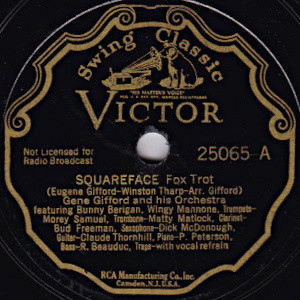 Swing Classic
"HIS MASTER'S VOICE"
VICTOR
Not Licensed for
Radio Broadcast
25065 A
SQUAREFACE Fox Trot
(Eugene Gifford-Winston Tharp-Arr. Gifford)
Gene Gifford and his Orchestra
featuring Bunny Berigan, Wingy Mannone, Trumpets-
Morey Samuel, Trombone-Matty Matlock, Clarinet-
Bud Freeman, Saxophone-Dick McDonough,
Guitar-Claude Thornhill, Piano-P. Peterson,
Bass-R. Beauduc, Traps-with vocal refrain
RCA Manufacturing Co., Inc.
Camden, N.J., U.S.A.